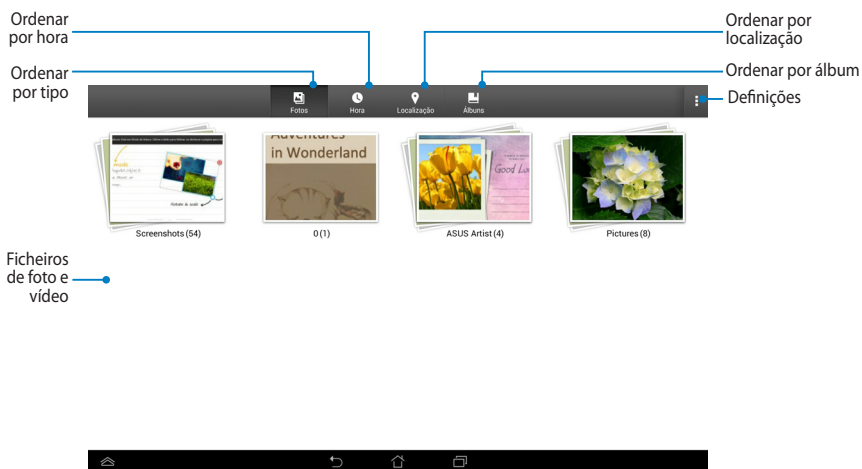 Ordenar
por hora
Ordenar
por tipo
Ordenar por
localização
Ordenar por álbum
Definições
Fotos
Hora
Localização
Álbuns
Adventures
in Wonderland
Good
Screenshots (54)
0 (1)
ASUS Artist (4)
Pictures (8)
Ficheiros
de foto e
vídeo